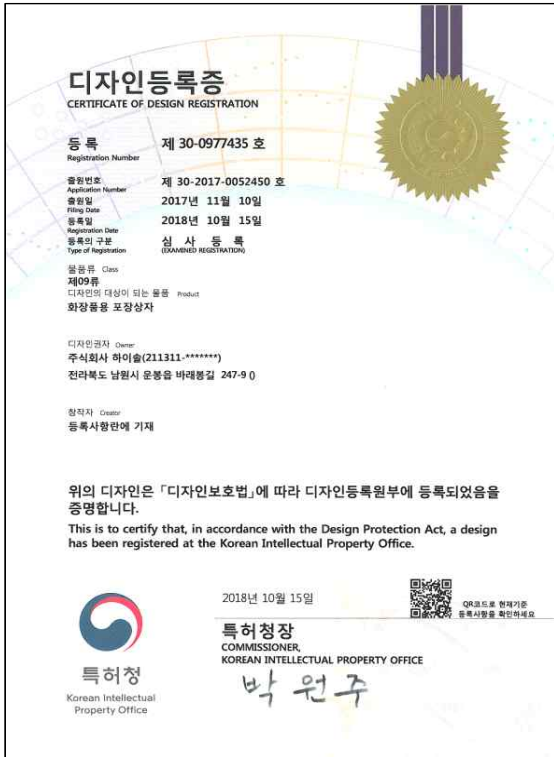 디자인등록증
CERTIFICATE OF DESIGN REGISTRATION
등 록 제 30-0977435 호
Registration Number
출원번호 제 30-2017-0052450 호
Application Number
출원일 2017년 11월 10일
Filing Date
등록일 2018년 10월 15일
Registration Date
등록의 구분 심 사 등 록
Type of Registration (EXAMINED REGISTRATION)
물품류 Class
제09류
디자인의 대상이 되는 물품 Product
화장품용 포장상자
디자인권자 Owner
주식회사 하이솔(211311-*******)
전라북도 남원시 운봉읍 바래봉길 247-9 ()
창작자 Creator
등록사항란에 기재
위의 디자인은 「디자인보호법」에 따라 디자인등록원부에 등록되었음을
증명합니다.
This is to certify that, in accordance with the Design Protection Act, a design
has been registered at the Korean Intellectual Property Office.
2018년 10월 15일
QR코드로 현재기준
등록사항을 확인하세요
특허청장
COMMISSIONER,
KOREAN INTELLECTUAL PROPERTY OFFICE
박원주
특허청
Korean Intellectual
Property Office